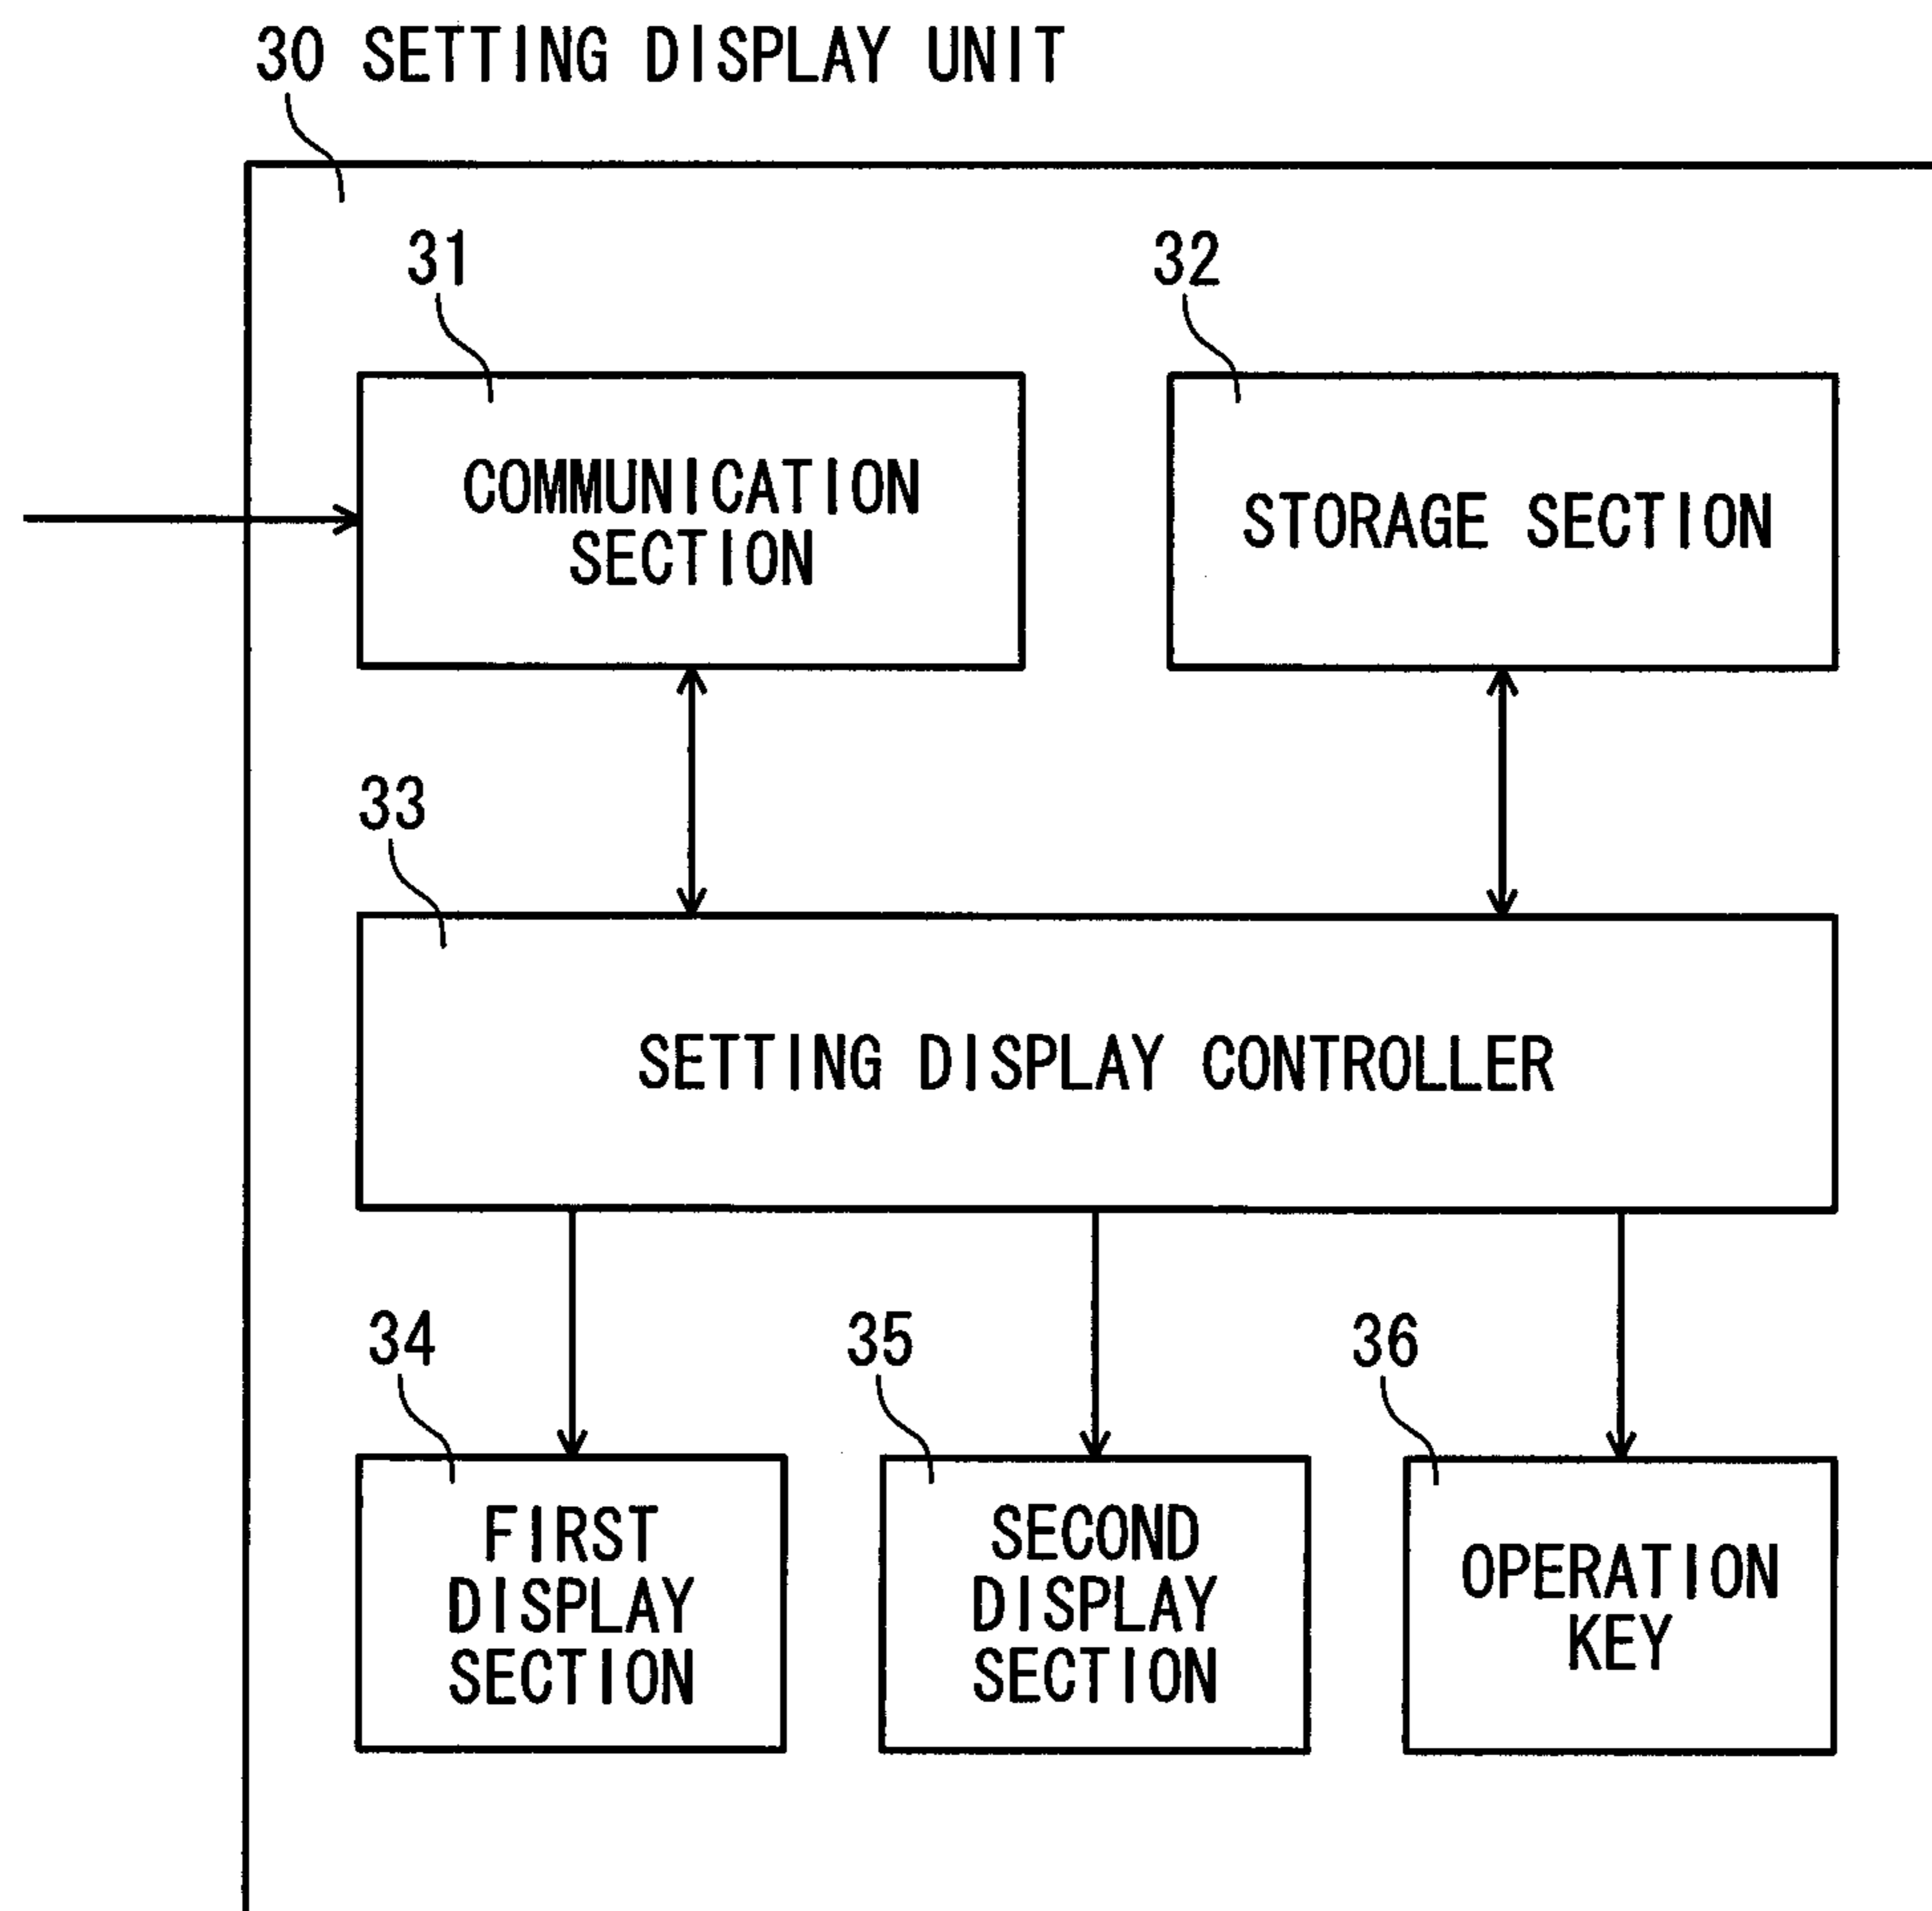 30 SETTING DISPLAY UNIT
31
32
COMMUNICATION
SECTION
STORAGE SECTION
33
SETTING DISPLAY CONTROLLER
34
35
36
FIRST
DISPLAY
SECTION
SECOND
DISPLAY
SECTION
OPERATION
KEY